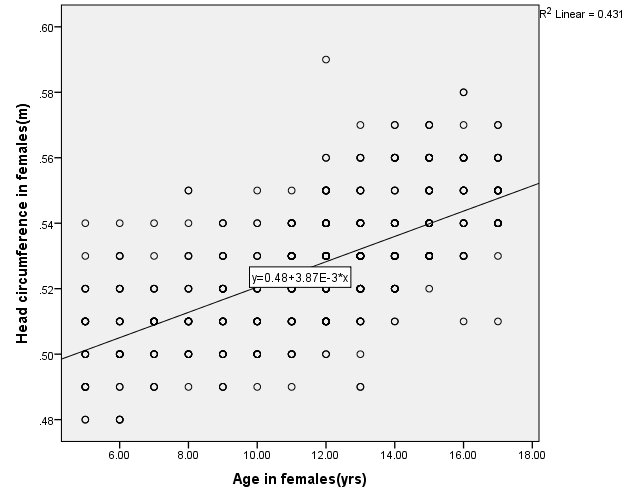 R2 Linear = 0.431
Head circumference in females(m)
.60
.58
.56
.54
.52
.50
.48
y=0.48+3.87E-3*x
6.00 8.00 10.00 12.00 14.00 16.00 18.00
Age in females(yrs)